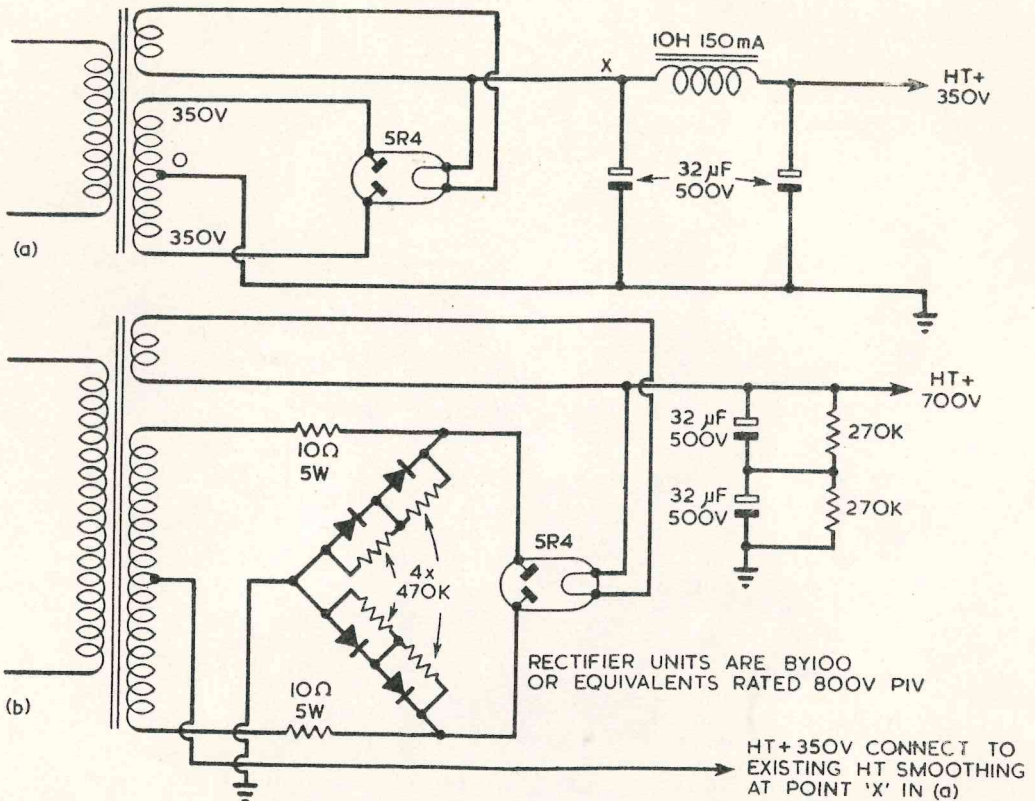 10H 150mA
X
HT+
350V
350V
O
5R4
32 µF
500V
350V
(a)
HT+
700V
32 µF
500V
270K
10Ω
5W
32 µF
500V
270K
5R4
4x
470K
RECTIFIER UNITS ARE BY100
OR EQUIVALENTS RATED 800V PIV
(b)
10Ω
5W
HT+350V CONNECT TO
EXISTING HT SMOOTHING
AT POINT 'X' IN (a)